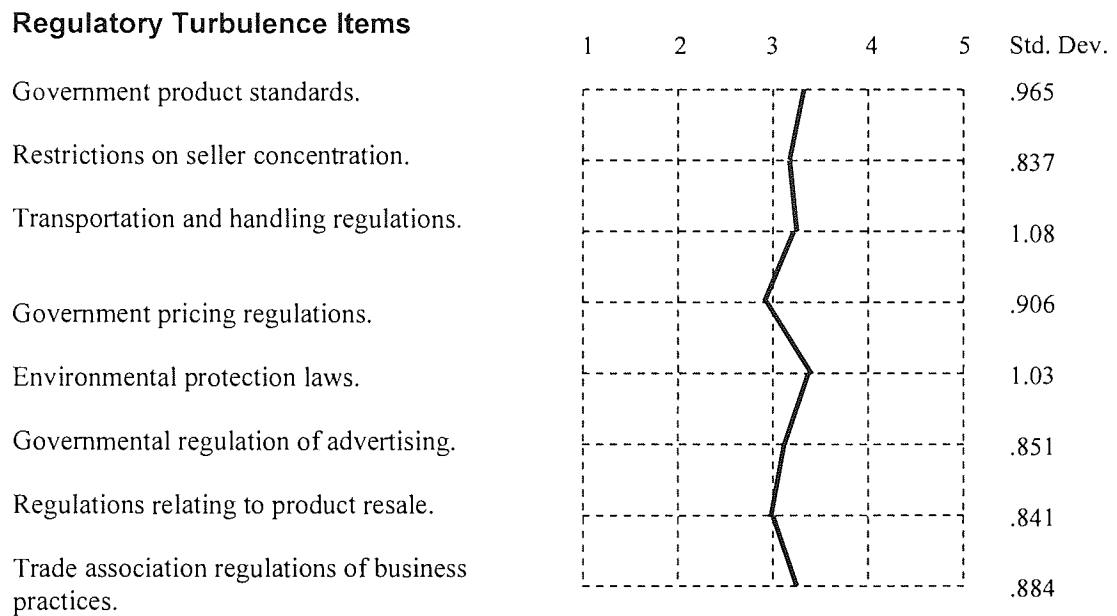 Regulatory Turbulence Items
1 2 3 4 5 Std. Dev.
Government product standards. .965
Restrictions on seller concentration. .837
Transportation and handling regulations. 1.08
Government pricing regulations. .906
Environmental protection laws. 1.03
Governmental regulation of advertising. .851
Regulations relating to product resale. .841
Trade association regulations of business
practices. .884